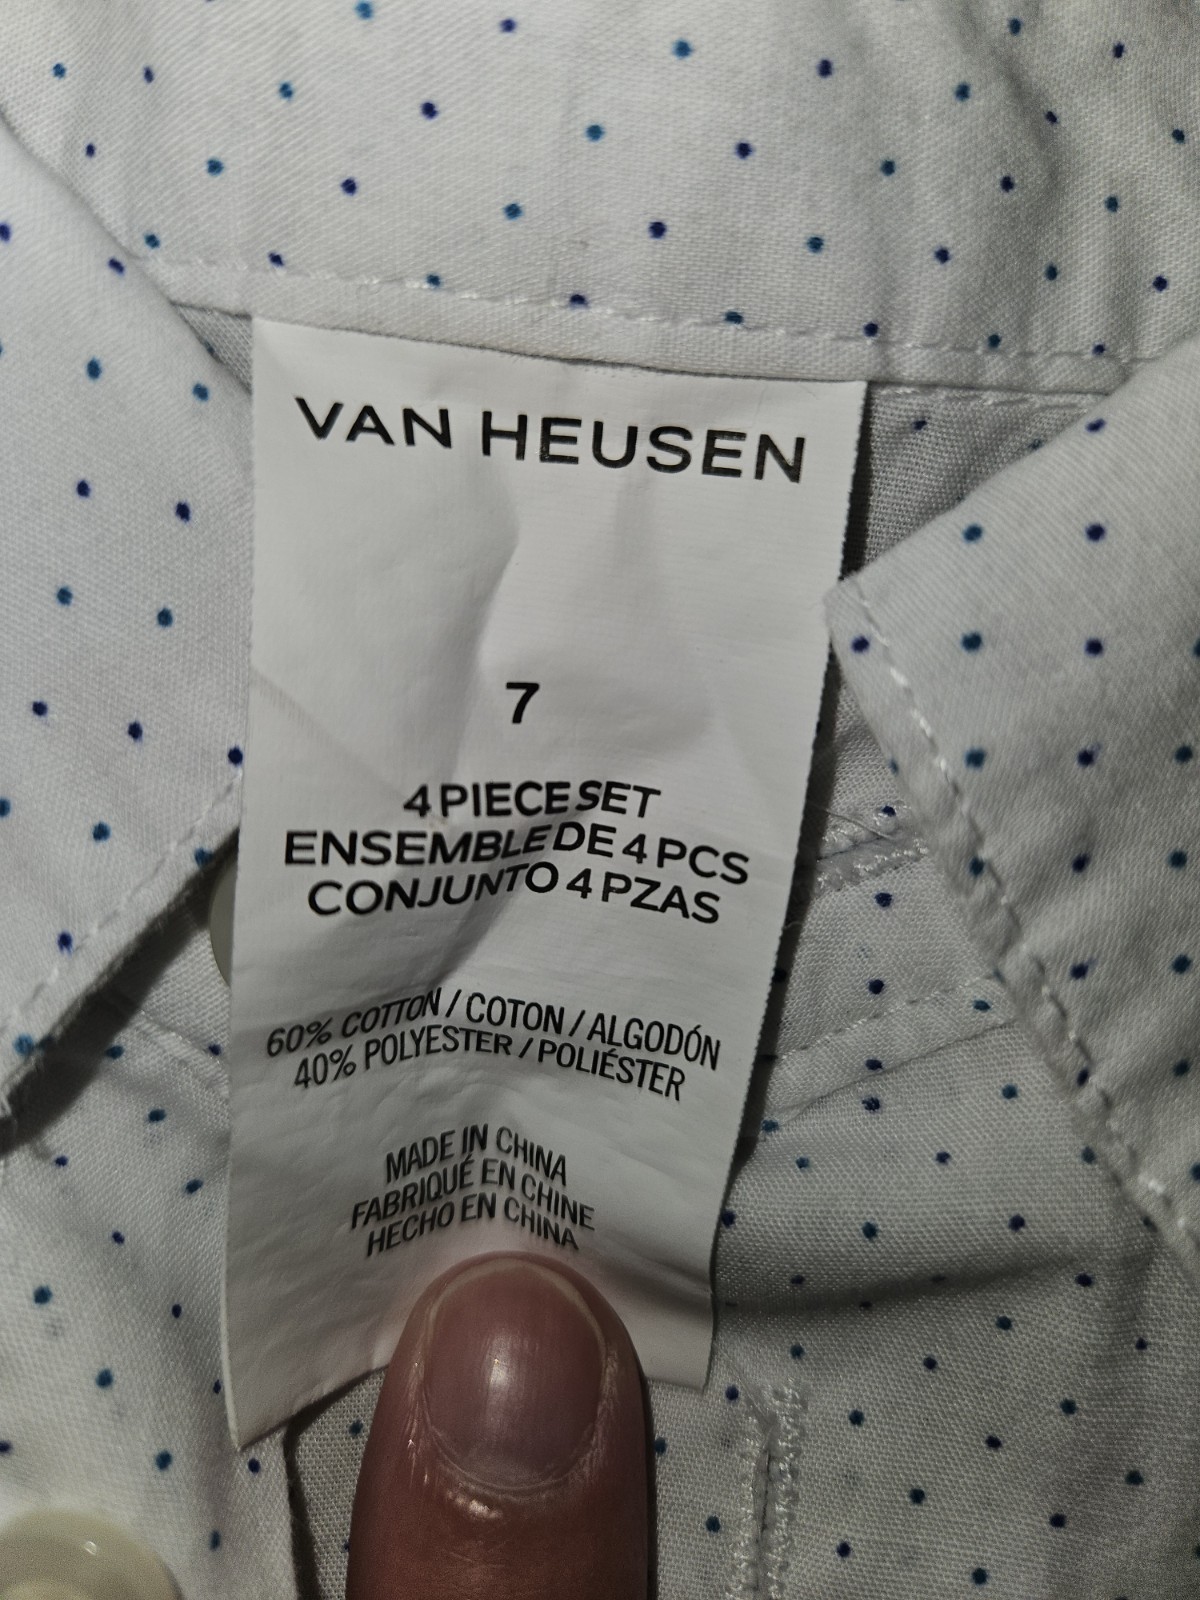 VAN HEUSEN
7
4 PIECE SET
ENSEMBLE DE 4 PCS
CONJUNTO 4 PZAS
60% COTTON / COTON / ALGODÓN
40% POLYESTER / POLIÉSTER
MADE IN CHINA
FABRIQUÉ EN CHINE
HECHO EN CHINA